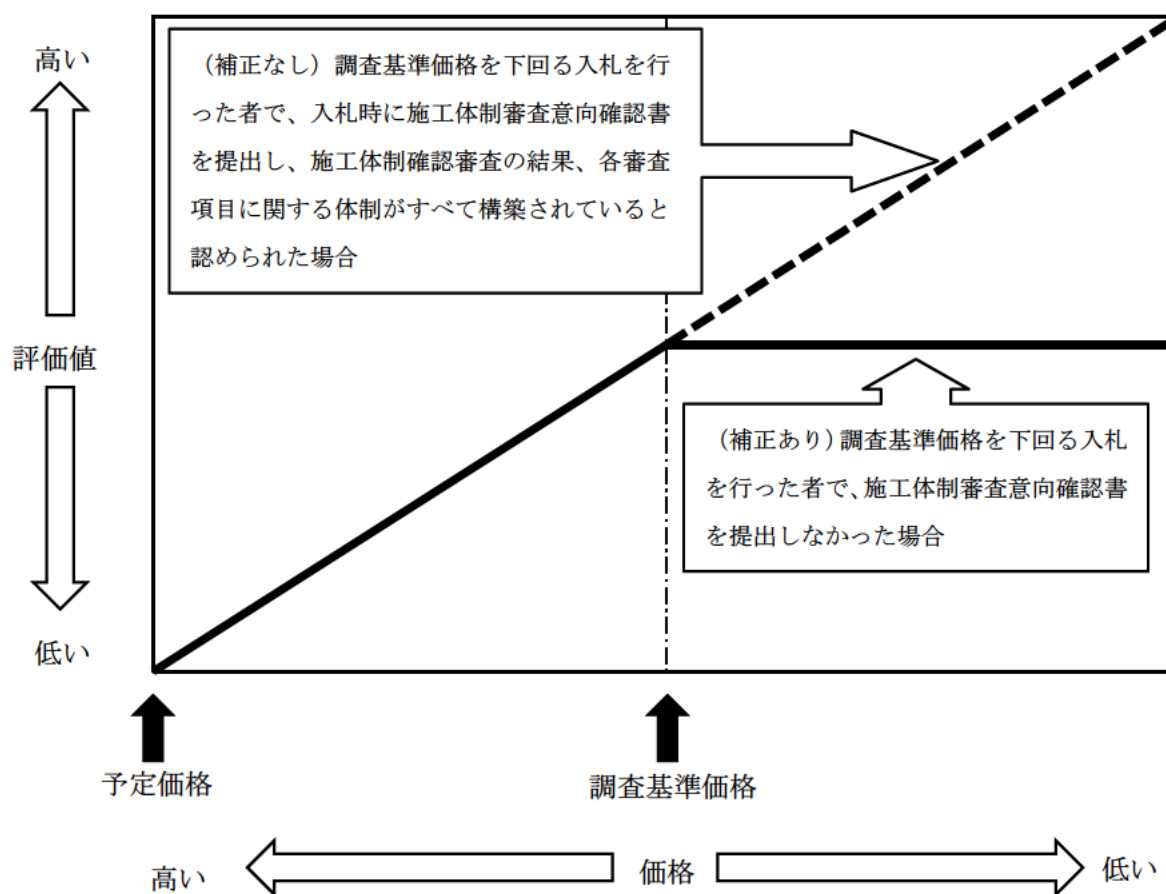 高い
（補正なし）調査基準価格を下回る入札を行
った者で、入札時に施工体制審査意向確認書
を提出し、施工体制確認審査の結果、各審査
項目に関する体制がすべて構築されていると
認められた場合
評価値
（補正あり）調査基準価格を下回る入札
を行った者で、施工体制審査意向確認書
を提出しなかった場合
低い
予定価格
調査基準価格
高い
価格
低い